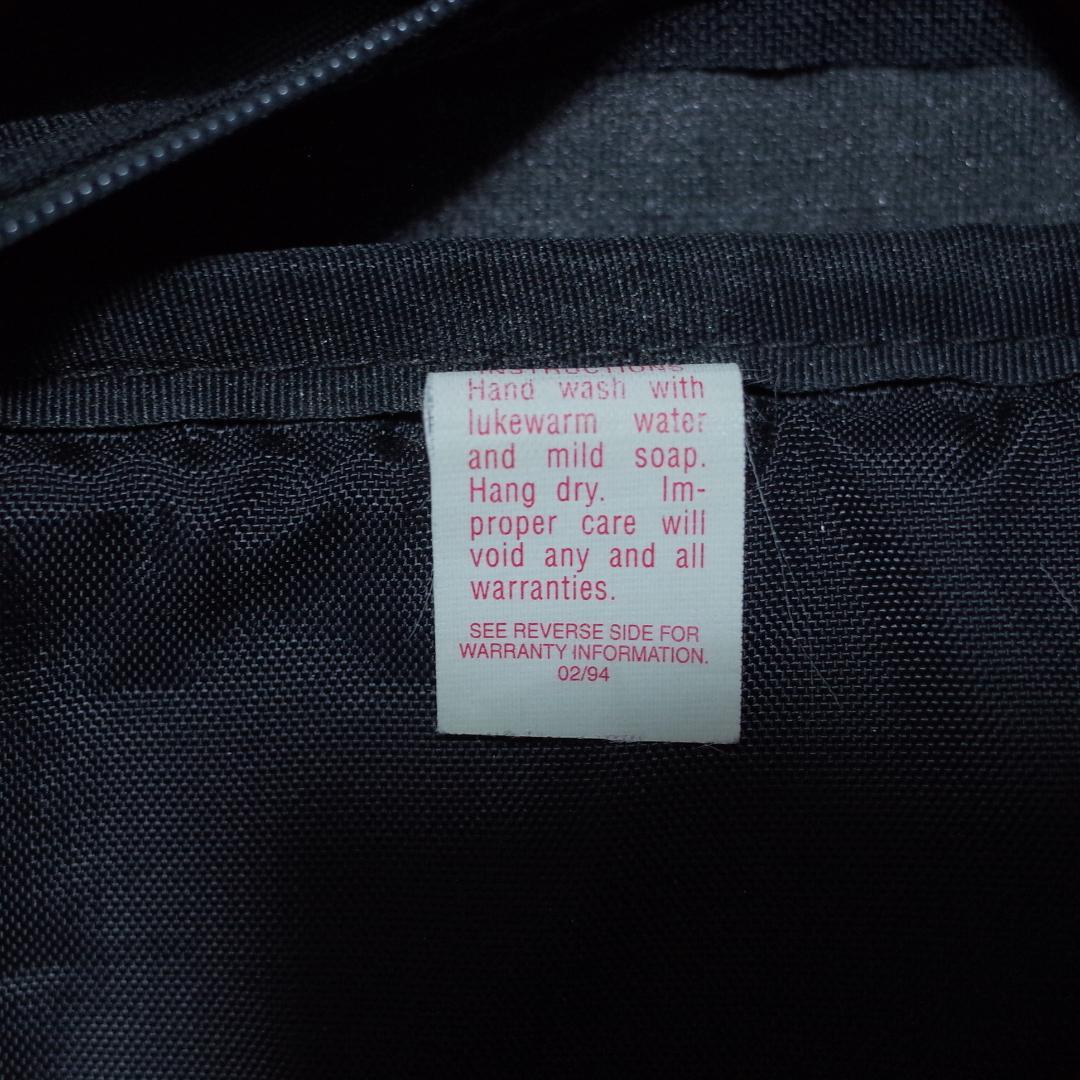 INSTRUCTIONS
Hand wash with
lukewarm water
and mild soap.
Hang dry. Im-
proper care will
void any and all
warranties.
SEE REVERSE SIDE FOR
WARRANTY INFORMATION.
02/94